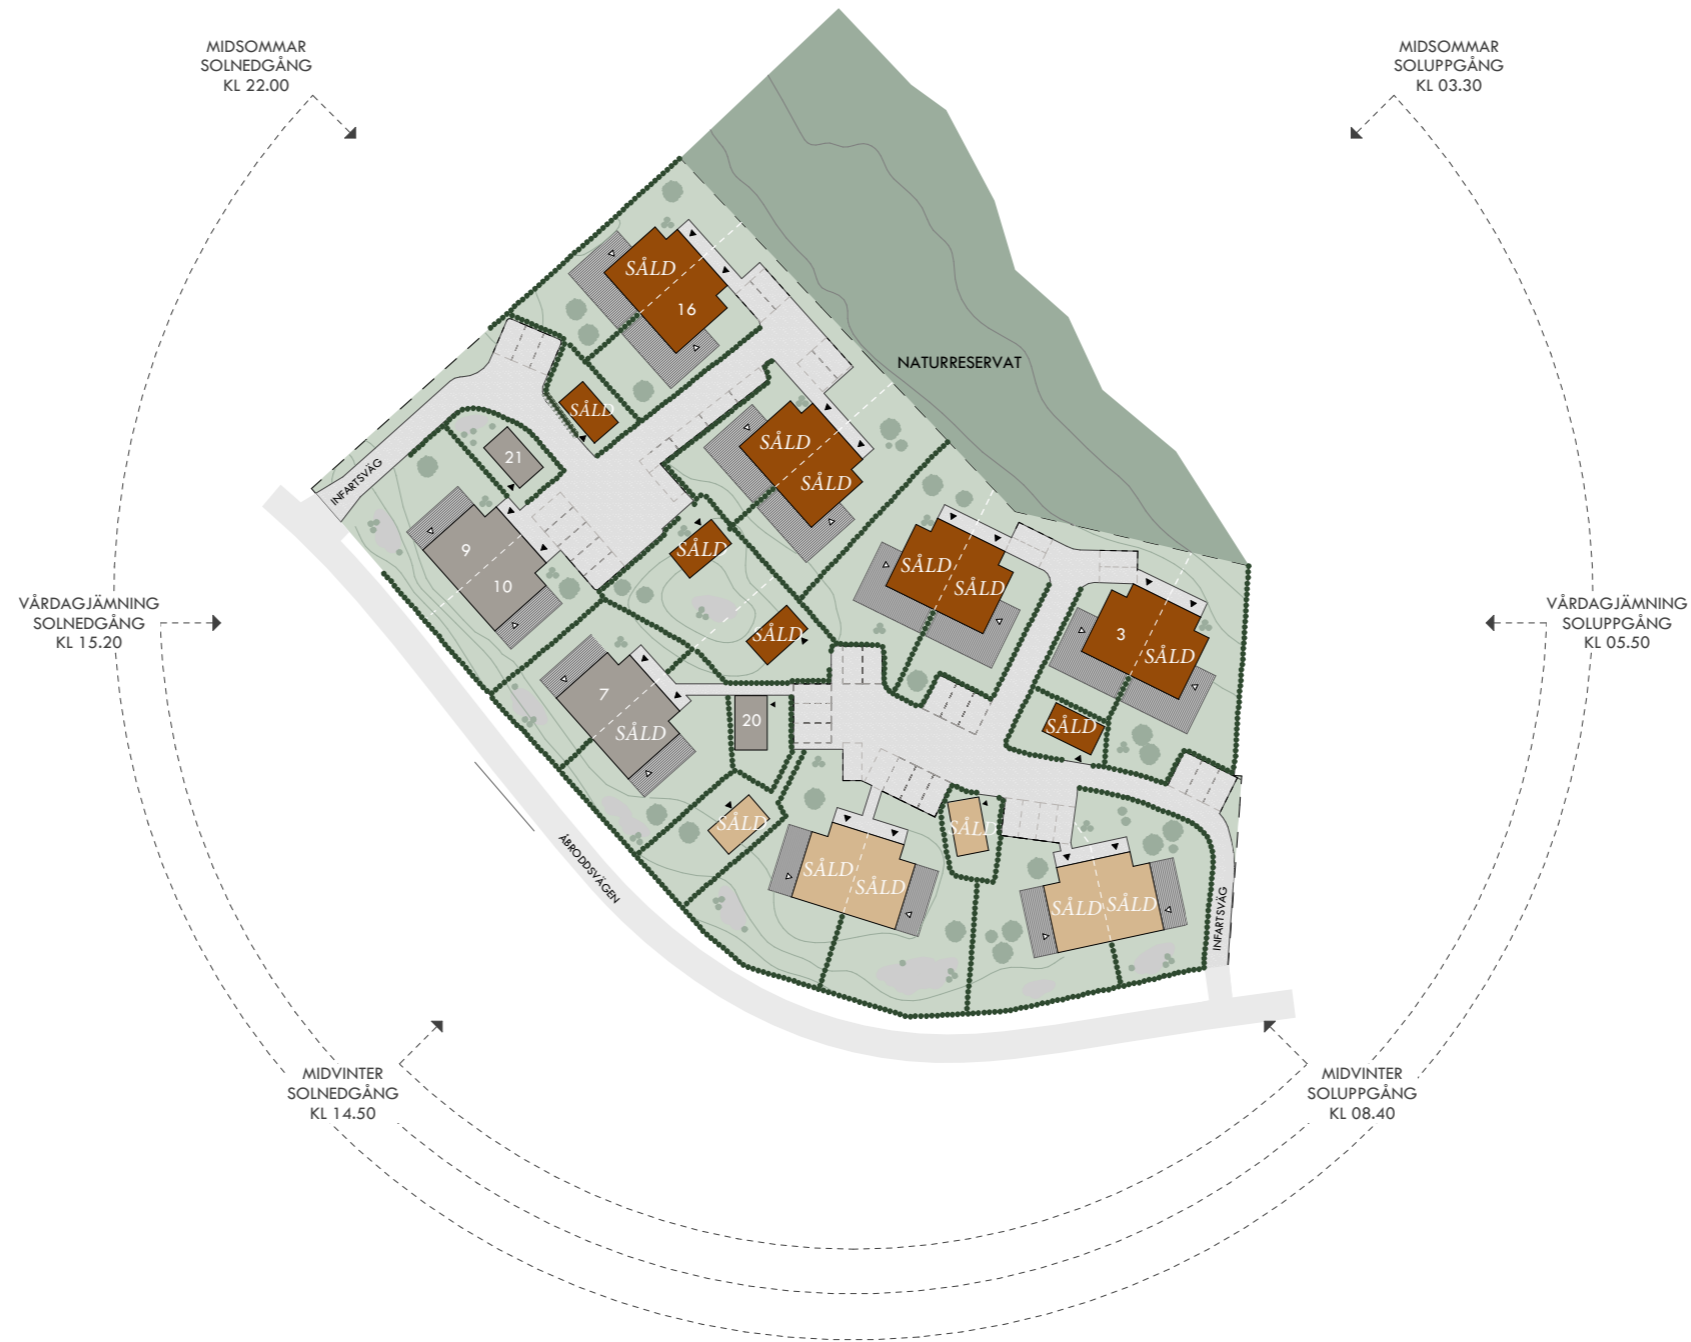 MIDSOMMAR
SOLNEDGÅNG
KL 22.00
MIDSOMMAR
SOLUPPGÅNG
KL 03.30
SÅLD
16
NATURRESERVAT
SÅLD
SÅLD
SÅLD
21
INFARTSVÄG
9
10
SÅLD
SÅLD
SÅLD
VÅRDAGJÄMNING
SOLNEDGÅNG
KL 15.20
VÅRDAGJÄMNING
SOLUPPGÅNG
KL 05.50
SÅLD
3
SÅLD
7
SÅLD
20
SÅLD
SÅLD
SÅLD
ÅBRODDSVÄGEN
SÅLD
SÅLD
SÅLD
SÅLD
INFARTSVÄG
MIDVINTER
SOLNEDGÅNG
KL 14.50
MIDVINTER
SOLUPPGÅNG
KL 08.40